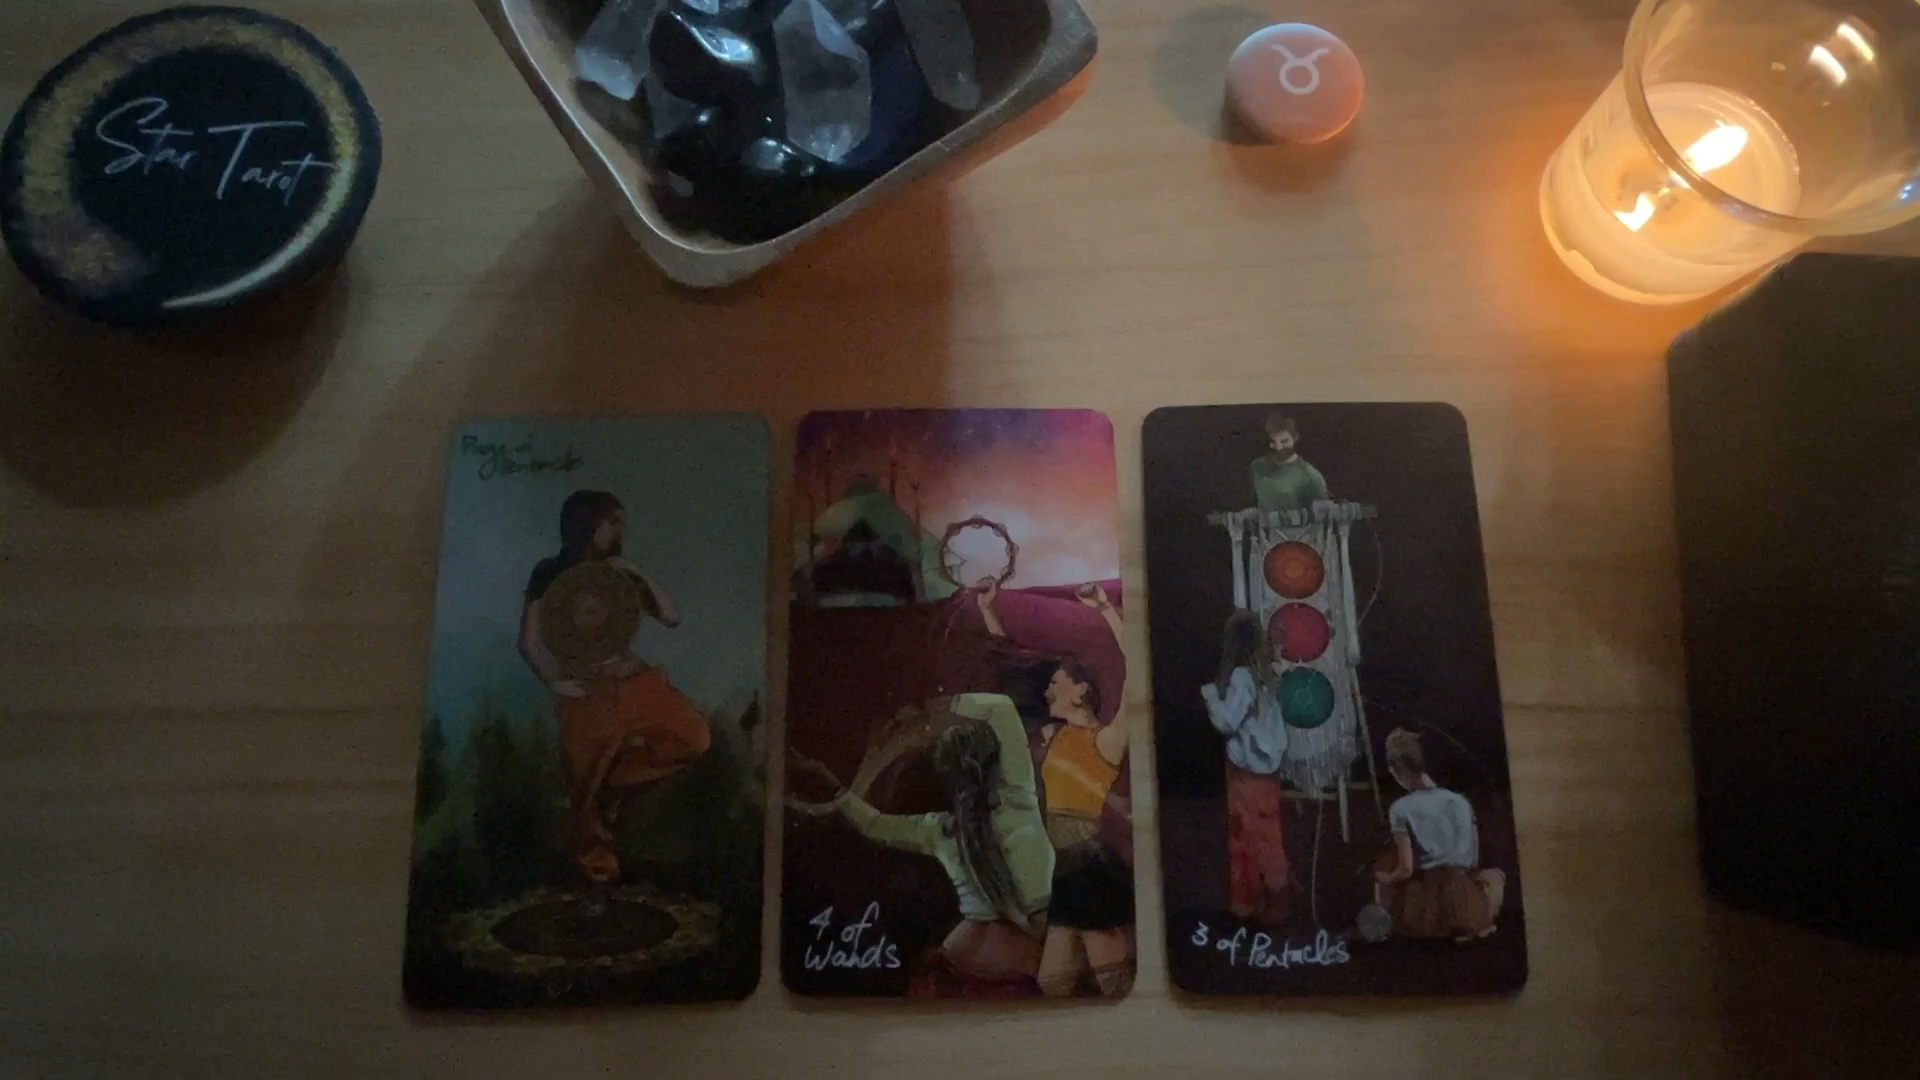 Star Tarot
♉
Page of
Pentacles
4 of
Wands
3 of Pentacles